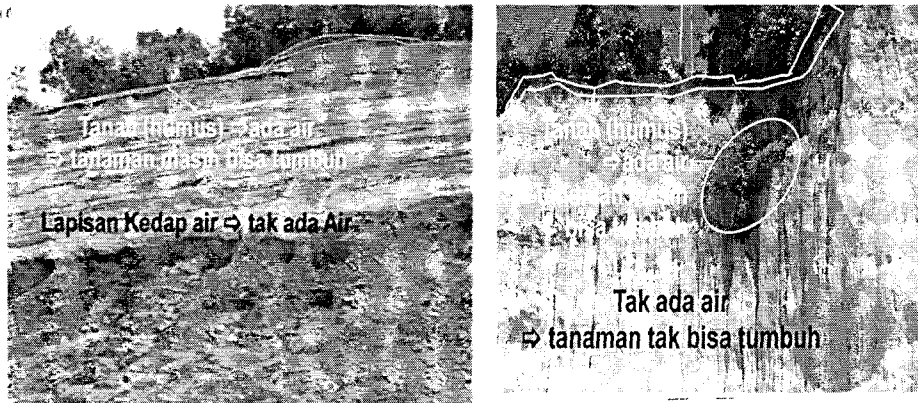 Tanah (humus) ⇒ ada air
⇒ tanaman masih bisa tumbuh
Lapisan Kedap air ⇒ tak ada Air
Tanah (humus)
⇒ ada air
Tak ada air
⇒ tanaman tak bisa tumbuh